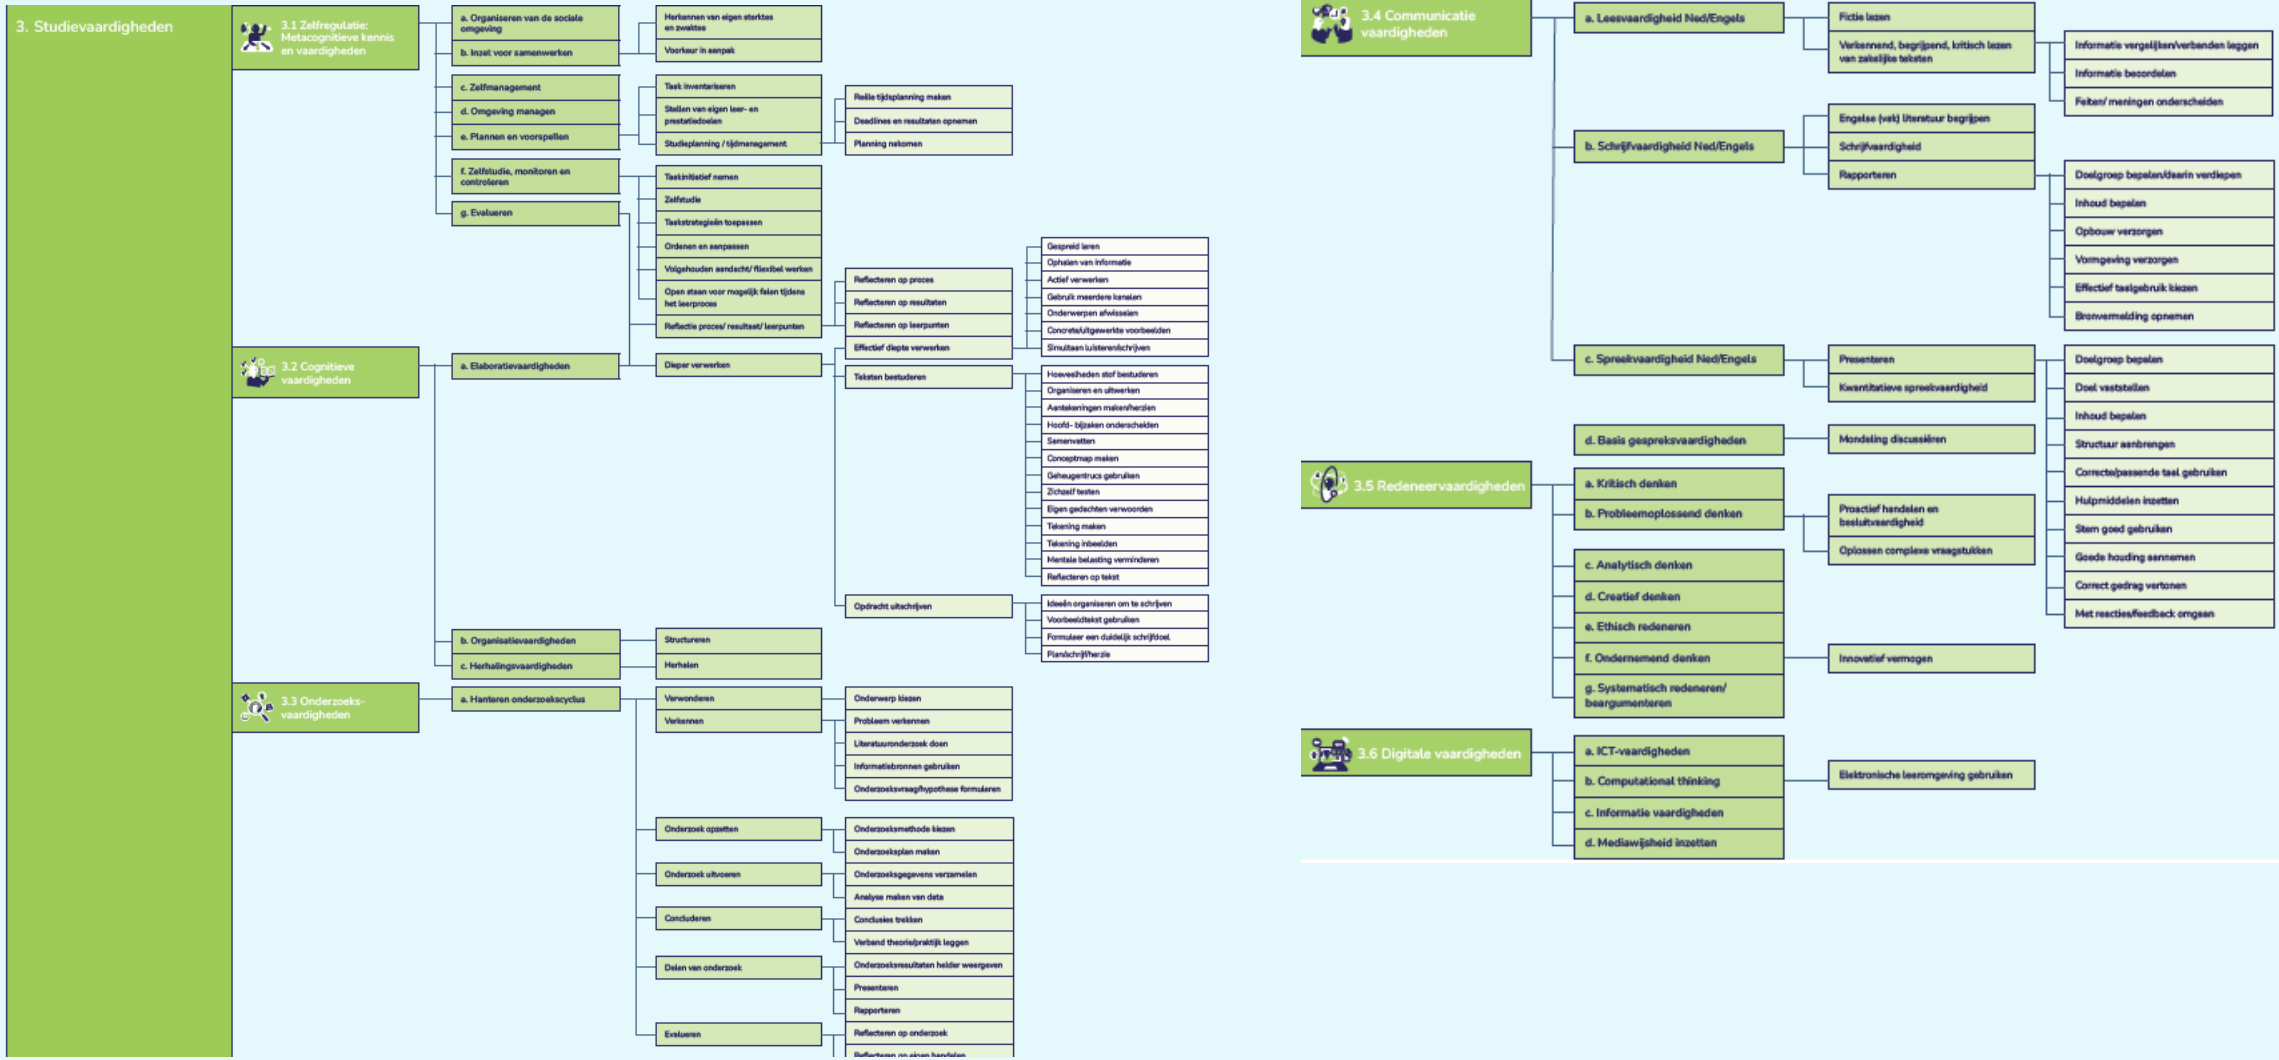 3. Studievaardigheden
3.1 Zelfregulatie:
Metacognitieve kennis
en vaardigheden
a. Organiseren van de sociale
omgeving
b. Inzet voor samenwerken
Herkennen van eigen sterktes
en zwaktes
Voorkeur in aanpak
c. Zelfmanagement
d. Omgeving managen
e. Plannen en voorspellen
Task inventariseren
Stellen van eigen leer- en
prestatiedoelen
Studieplanning / tijdmanagement
Reële tijdsplanning maken
Deadlines en resultaten opnemen
Planning nakomen
f. Zelfstudie, monitoren en
controleren
g. Evalueren
Taakinitiatief nemen
Zelfstudie
Taakstrategieën toepassen
Ordenen en aanpassen
Volgehouden aandacht/ flexibel werken
Open staan voor mogelijk falen tijdens
het leerproces
Reflectie proces/ resultaat/ leerpunten
Reflecteren op proces
Reflecteren op resultaten
Reflecteren op leerpunten
Effectief diepte verwerken
Gespreid leren
Ophalen van informatie
Actief verwerken
Gebruik meerdere kanalen
Onderwerpen afwisselen
Concrete/uitgewerkte voorbeelden
Simultaan luisteren/schrijven
3.2 Cognitieve
vaardigheden
a. Elaboratievaardigheden
Dieper verwerken
Teksten bestuderen
Hoeveelheden stof bestuderen
Organiseren en uitwerken
Aantekeningen maken/herzien
Hoofd- bijzaken onderscheiden
Samenvatten
Conceptmap maken
Geheugentrucs gebruiken
Zichzelf testen
Eigen gedachten verwoorden
Tekening maken
Tekening inbeelden
Mentale belasting verminderen
Reflecteren op tekst
Opdracht uitschrijven
Ideeën organiseren om te schrijven
Voorbeeldtekst gebruiken
Formuleer een duidelijk schrijfdoel
Plan/schrijf/herzie
b. Organisatievaardigheden
Structureren
c. Herhalingsvaardigheden
Herhalen
3.3 Onderzoeks-
vaardigheden
a. Hanteren onderzoekscyclus
Verwonderen
Onderwerp kiezen
Verkennen
Probleem verkennen
Literatuuronderzoek doen
Informatiebronnen gebruiken
Onderzoeksvraag/hypothese formuleren
Onderzoek opzetten
Onderzoeksmethode kiezen
Onderzoeksplan maken
Onderzoek uitvoeren
Onderzoeksgegevens verzamelen
Analyse maken van data
Concluderen
Conclusies trekken
Verband theorie/praktijk leggen
Delen van onderzoek
Onderzoeksresultaten helder weergeven
Presenteren
Rapporteren
Evalueren
Reflecteren op onderzoek
Reflecteren op eigen handelen
3.4 Communicatie
vaardigheden
a. Leesvaardigheid Ned/Engels
Fictie lezen
Verkennend, begrijpend, kritisch lezen
van zakelijke teksten
Informatie vergelijken/verbanden leggen
Informatie beoordelen
Feiten/ meningen onderscheiden
b. Schrijfvaardigheid Ned/Engels
Engelse (vak) literatuur begrijpen
Schrijfvaardigheid
Rapporteren
Doelgroep bepalen/daarin verdiepen
Inhoud bepalen
Opbouw verzorgen
Vormgeving verzorgen
Effectief taalgebruik kiezen
Bronvermelding opnemen
c. Spreekvaardigheid Ned/Engels
Presenteren
Kwantitatieve spreekvaardigheid
Doelgroep bepalen
Doel vaststellen
Inhoud bepalen
Structuur aanbrengen
Correcte/passende taal gebruiken
Hulpmiddelen inzetten
Stem goed gebruiken
Goede houding aannemen
Correct gedrag vertonen
Met reacties/feedback omgaan
d. Basis gespreksvaardigheden
Mondeling discussiëren
3.5 Redeneervaardigheden
a. Kritisch denken
b. Probleemoplossend denken
Proactief handelen en
besluitvaardigheid
Oplossen complexe vraagstukken
c. Analytisch denken
d. Creatief denken
e. Ethisch redeneren
f. Ondernemend denken
Innovatief vermogen
g. Systematisch redeneren/
beargumenteren
3.6 Digitale vaardigheden
a. ICT-vaardigheden
b. Computational thinking
Elektronische leeromgeving gebruiken
c. Informatie vaardigheden
d. Mediawijsheid inzetten